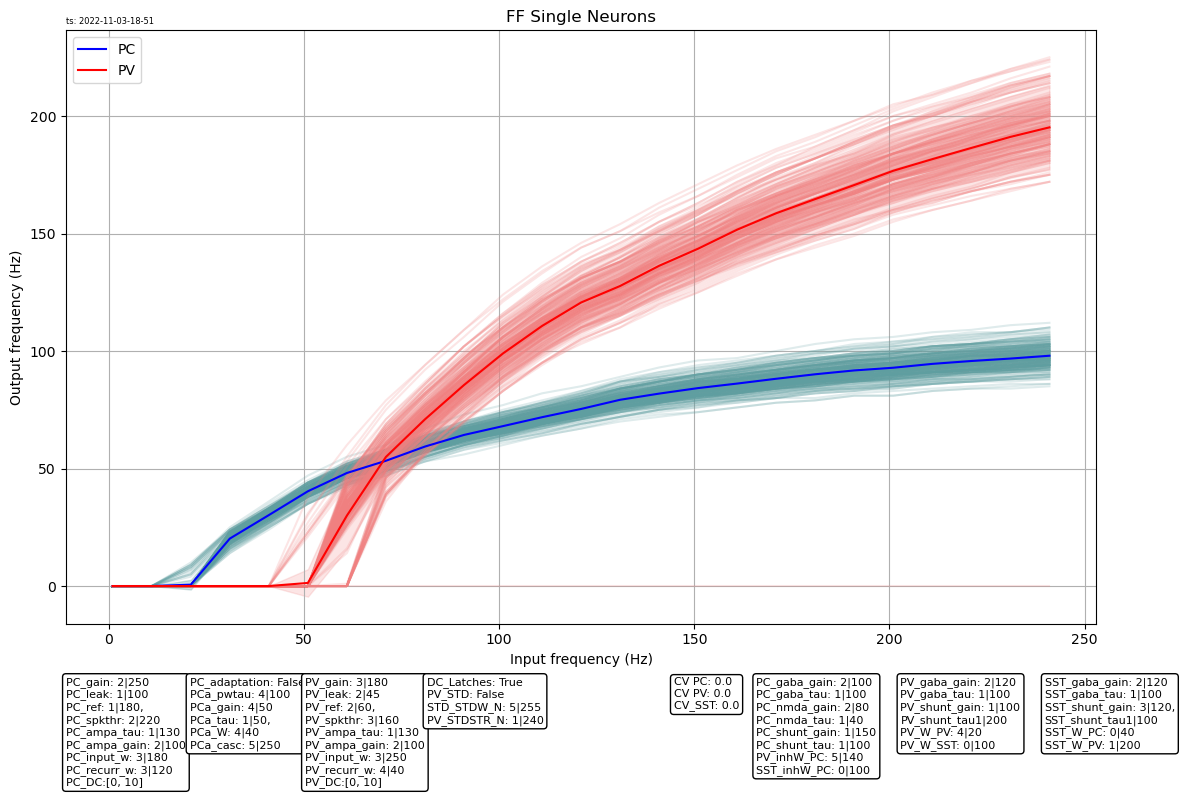 ts: 2022-11-03-18-51
FF Single Neurons
PC
PV
Output frequency (Hz)
200
150
100
50
0
0
50
100
150
200
250
Input frequency (Hz)
PC_gain: 2|250
PC_leak: 1|100
PC_ref: 1|180,
PC_spkthr: 2|220
PC_ampa_tau: 1|130
PC_ampa_gain: 2|100
PC_input_w: 3|180
PC_recurr_w: 3|120
PC_DC:[0, 10]
PC_adaptation: False
PCa_pwtau: 4|100
PCa_gain: 4|50
PCa_tau: 1|50,
PCa_W: 4|40
PCa_casc: 5|250
PV_gain: 3|180
PV_leak: 2|45
PV_ref: 2|60,
PV_spkthr: 3|160
PV_ampa_tau: 1|130
PV_ampa_gain: 2|100
PV_input_w: 3|250
PV_recurr_w: 4|40
PV_DC:[0, 10]
DC_Latches: True
PV_STD: False
STD_STDW_N: 5|255
PV_STDSTR_N: 1|240
CV PC: 0.0
CV PV: 0.0
CV_SST: 0.0
PC_gaba_gain: 2|100
PC_gaba_tau: 1|100
PC_nmda_gain: 2|80
PC_nmda_tau: 1|40
PC_shunt_gain: 1|150
PC_shunt_tau: 1|100
PV_inhW_PC: 5|140
SST_inhW_PC: 0|100
PV_gaba_gain: 2|120
PV_gaba_tau: 1|100
PV_shunt_gain: 1|100
PV_shunt_tau1|200
PV_W_PV: 4|20
PV_W_SST: 0|100
SST_gaba_gain: 2|120
SST_gaba_tau: 1|100
SST_shunt_gain: 3|120,
SST_shunt_tau1|100
SST_W_PC: 0|40
SST_W_PV: 1|200